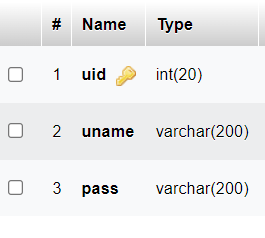 # Name Type
1 uid int(20)
2 uname varchar(200)
3 pass varchar(200)